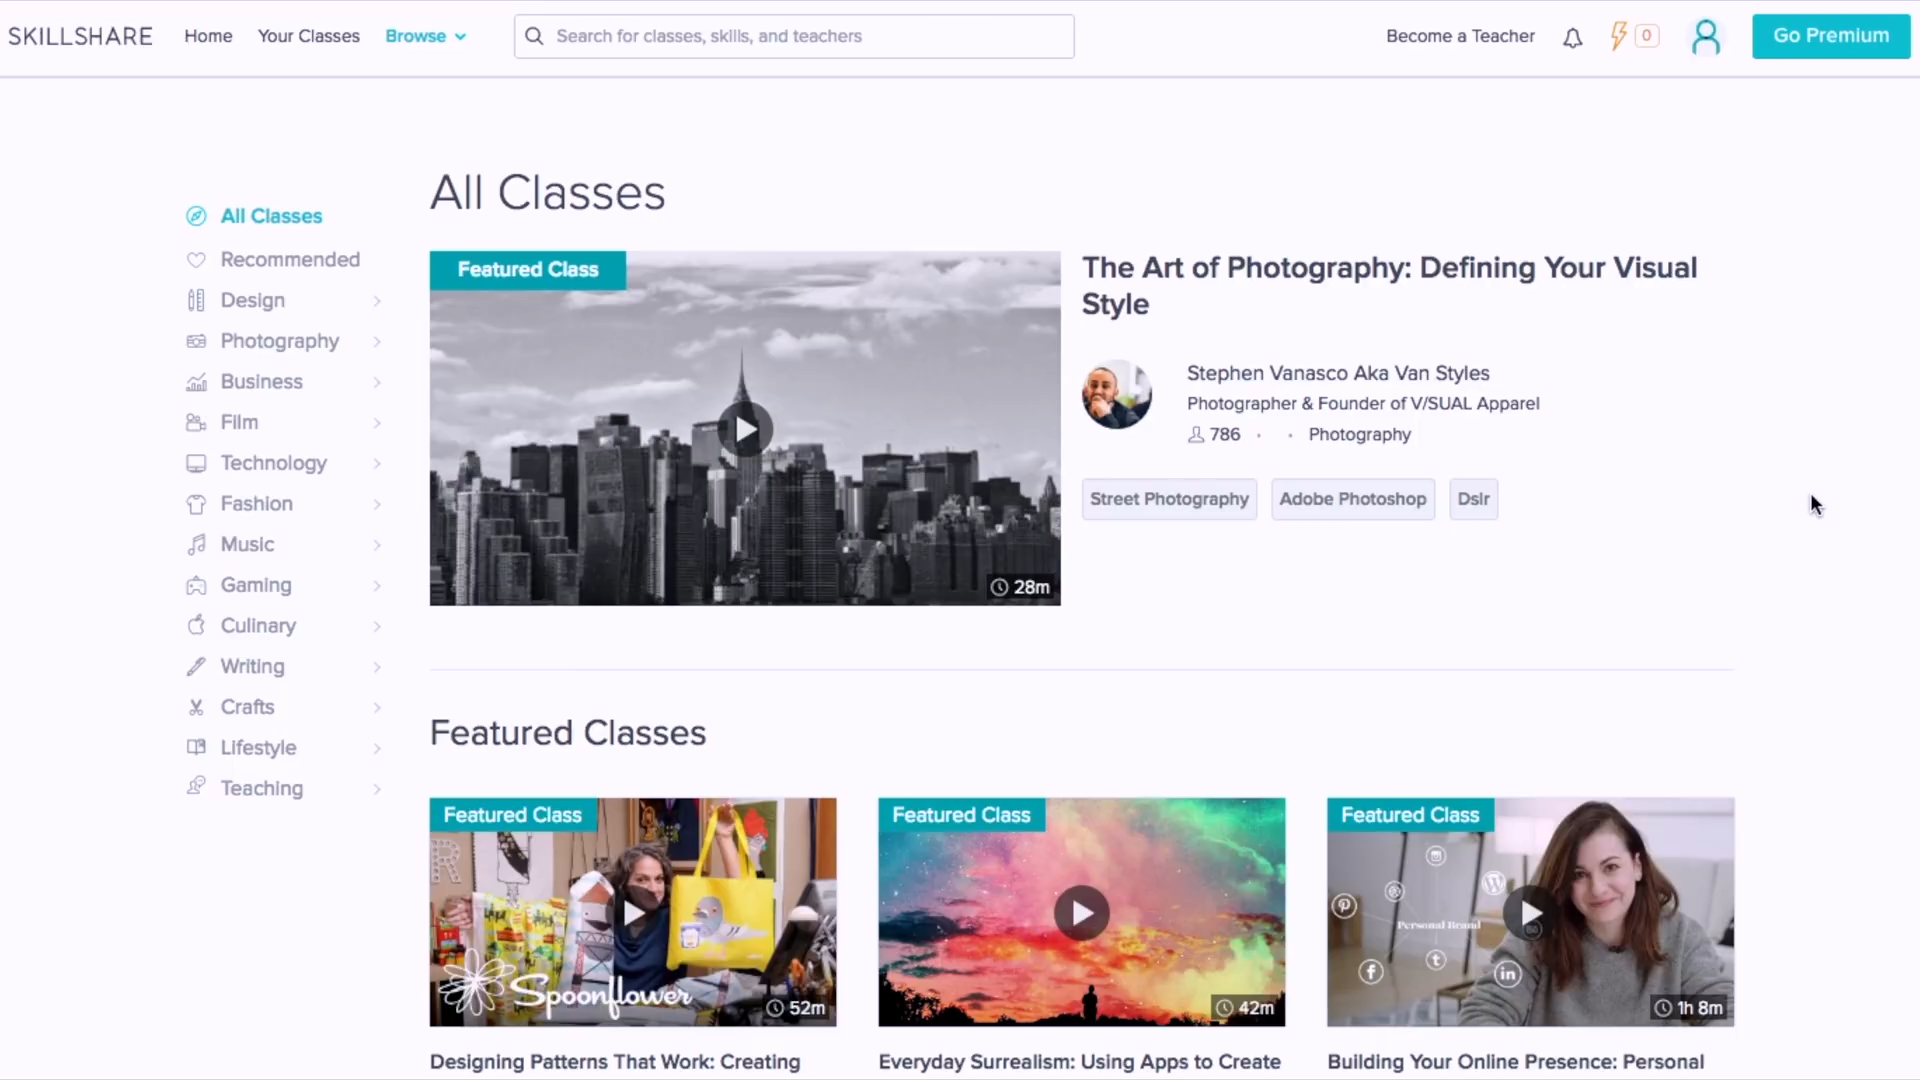 SKILLSHARE Home Your Classes Browse Search for classes, skills, and teachers Become a Teacher 0 Go Premium
All Classes
Recommended
Design
Photography
Business
Film
Technology
Fashion
Music
Gaming
Culinary
Writing
Crafts
Lifestyle
Teaching
All Classes
Featured Class
28m
The Art of Photography: Defining Your Visual
Style
Stephen Vanasco Aka Van Styles
Photographer & Founder of V/SUAL Apparel
786 · · Photography
Street Photography Adobe Photoshop Dslr
Featured Classes
Featured Class
R
Spoonflower
52m
Designing Patterns That Work: Creating
Featured Class
42m
Everyday Surrealism: Using Apps to Create
Featured Class
Personal Brand
1h 8m
Building Your Online Presence: Personal